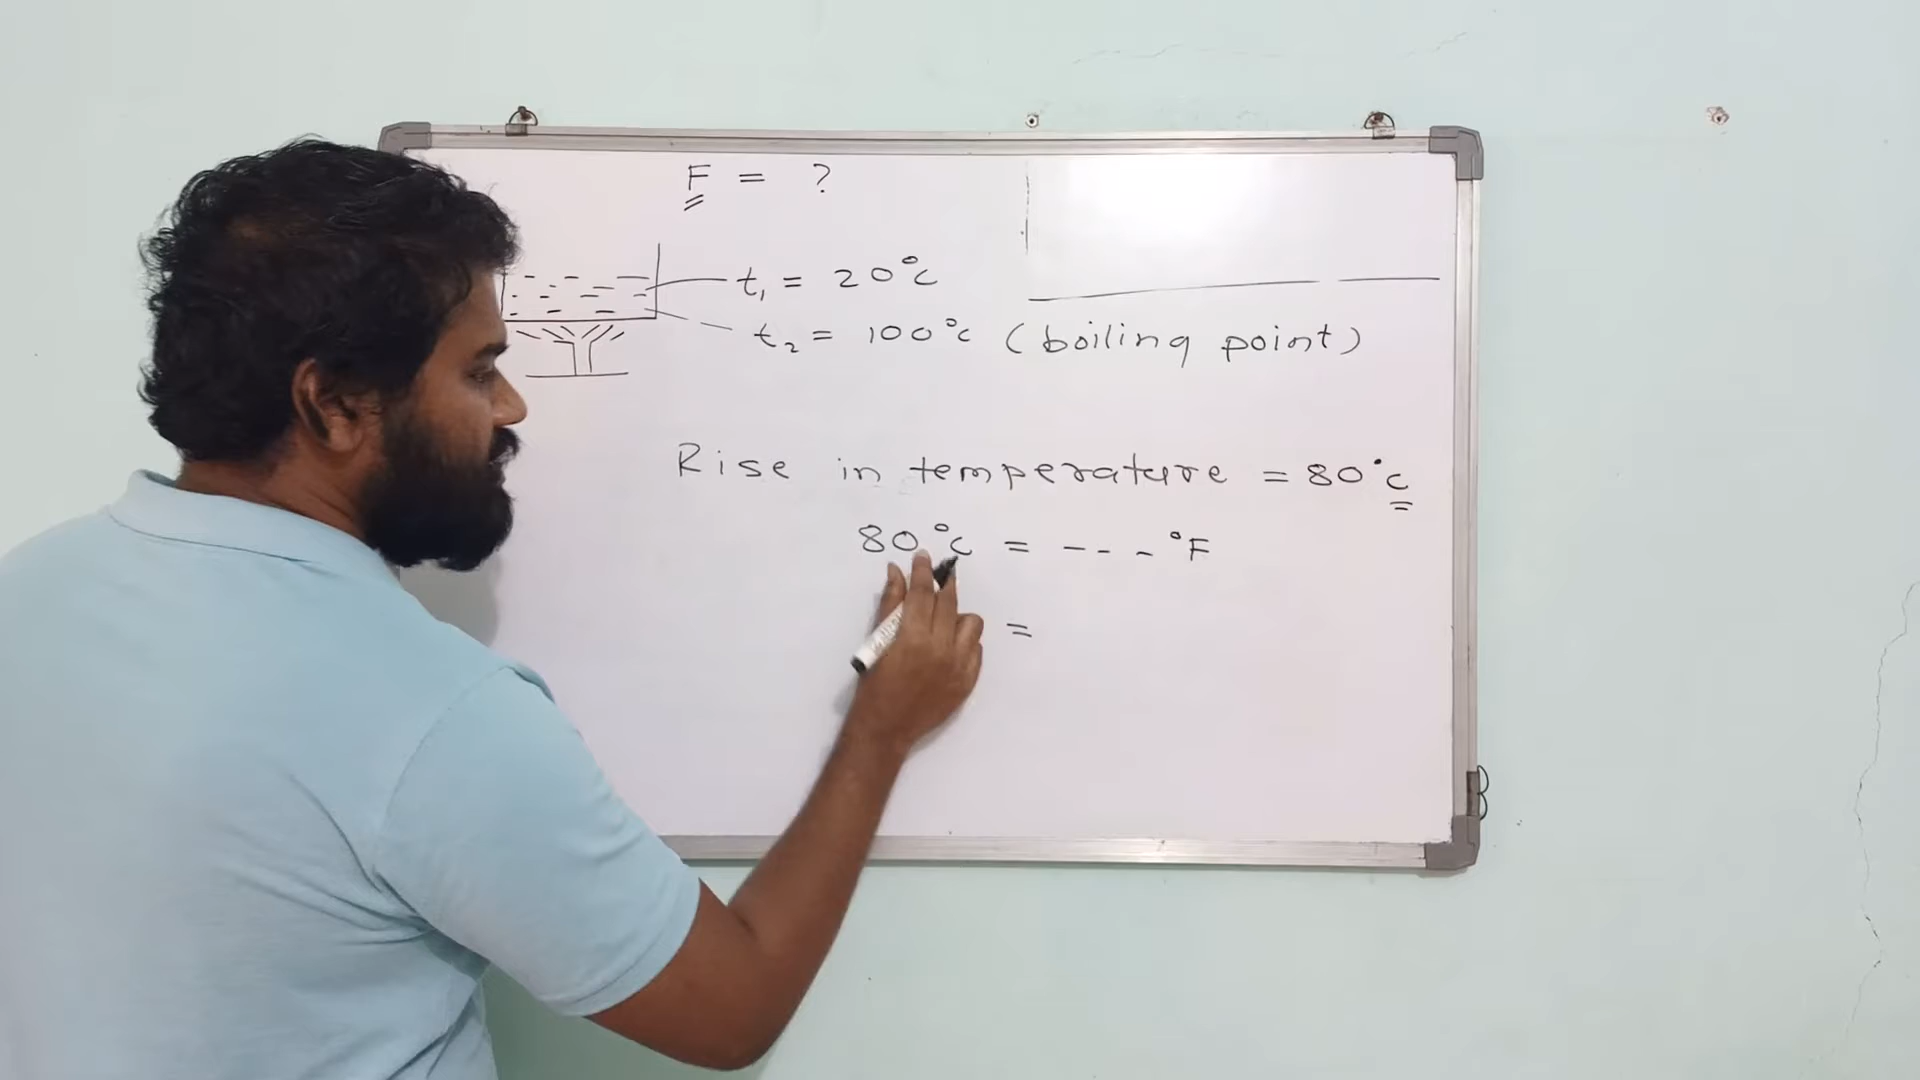 F = ?
t₁ = 20°c
t₂ = 100°c (boiling point)
Rise in temperature = 80°c
80°c = --- °F
=